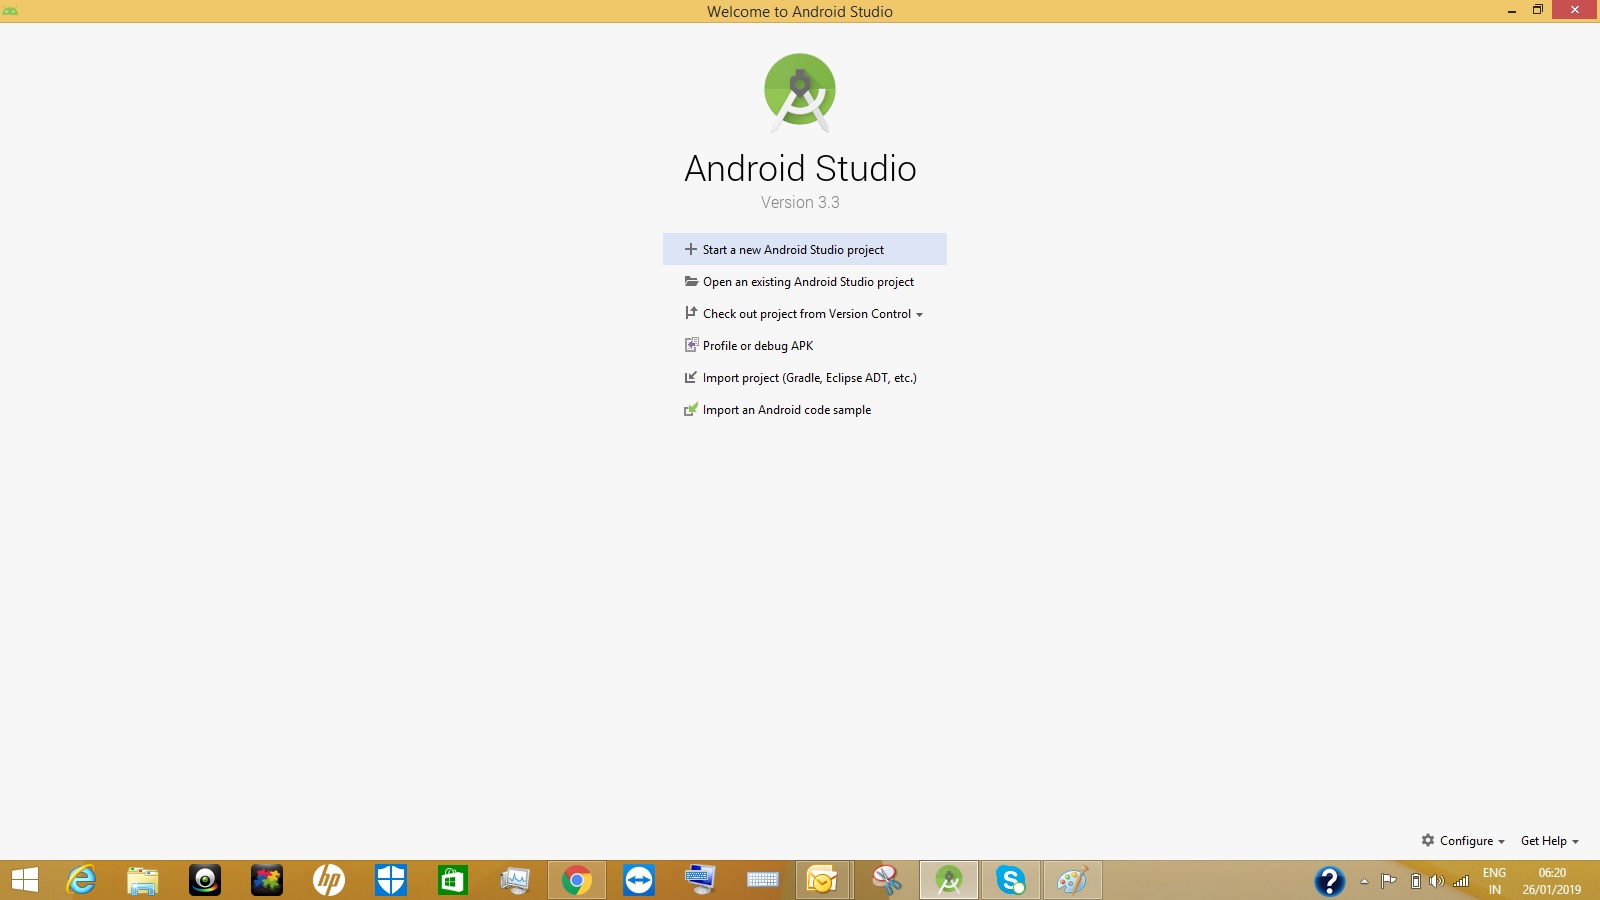 Welcome to Android Studio
Android Studio
Version 3.3
Start a new Android Studio project
Open an existing Android Studio project
Check out project from Version Control
Profile or debug APK
Import project (Gradle, Eclipse ADT, etc.)
Import an Android code sample
Configure
Get Help
hp
ENG
IN
06:20
26/01/2019